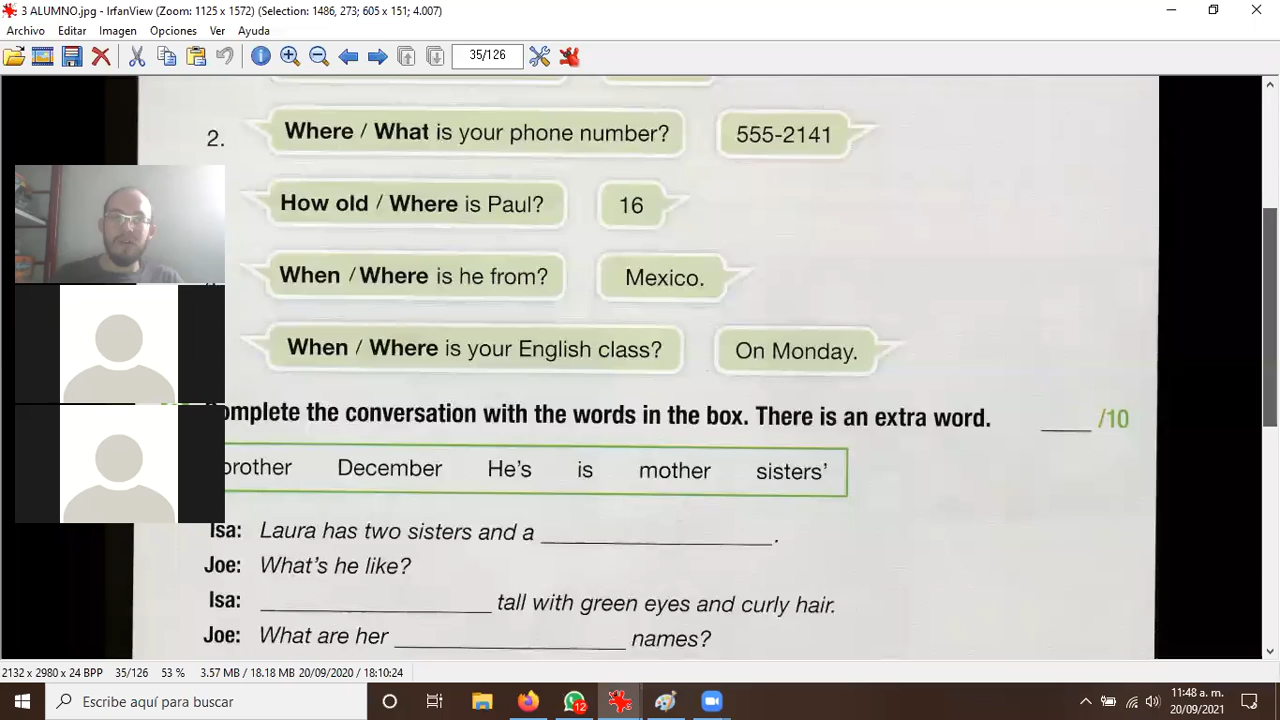 3 ALUMNO.jpg - IrfanView (Zoom: 1125 x 1572) (Selection: 1486, 273; 605 x 151; 4.007)
Archivo Editar Imagen Opciones Ver Ayuda
35/126
2. Where / What is your phone number? 555-2141
How old / Where is Paul? 16
When / Where is he from? Mexico.
When / Where is your English class? On Monday.
omplete the conversation with the words in the box. There is an extra word. /10
brother December He's is mother sisters'
Isa: Laura has two sisters and a .
Joe: What's he like?
Isa: tall with green eyes and curly hair.
Joe: What are her names?
2132 x 2980 x 24 BPP 35/126 53 % 3.57 MB / 18.18 MB 20/09/2020 / 18:10:24
Escribe aquí para buscar
12
11:48 a. m.
20/09/2021